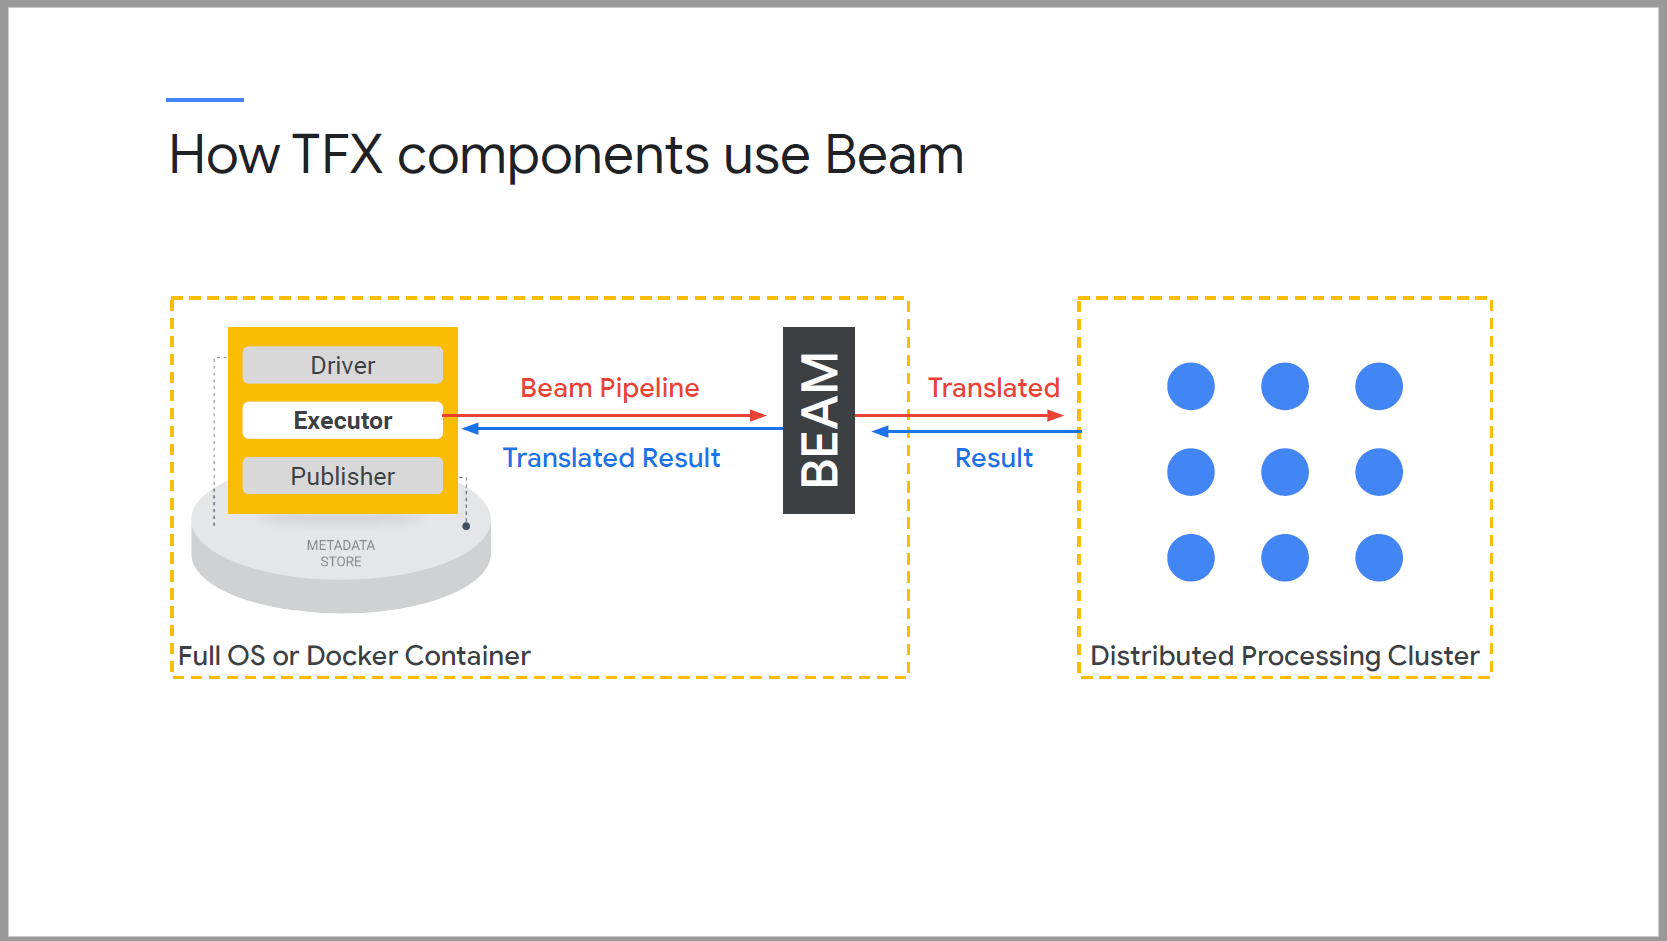 How TFX components use Beam
Driver
Executor
Publisher
METADATA
STORE
Beam Pipeline
Translated Result
BEAM
Translated
Result
Full OS or Docker Container
Distributed Processing Cluster